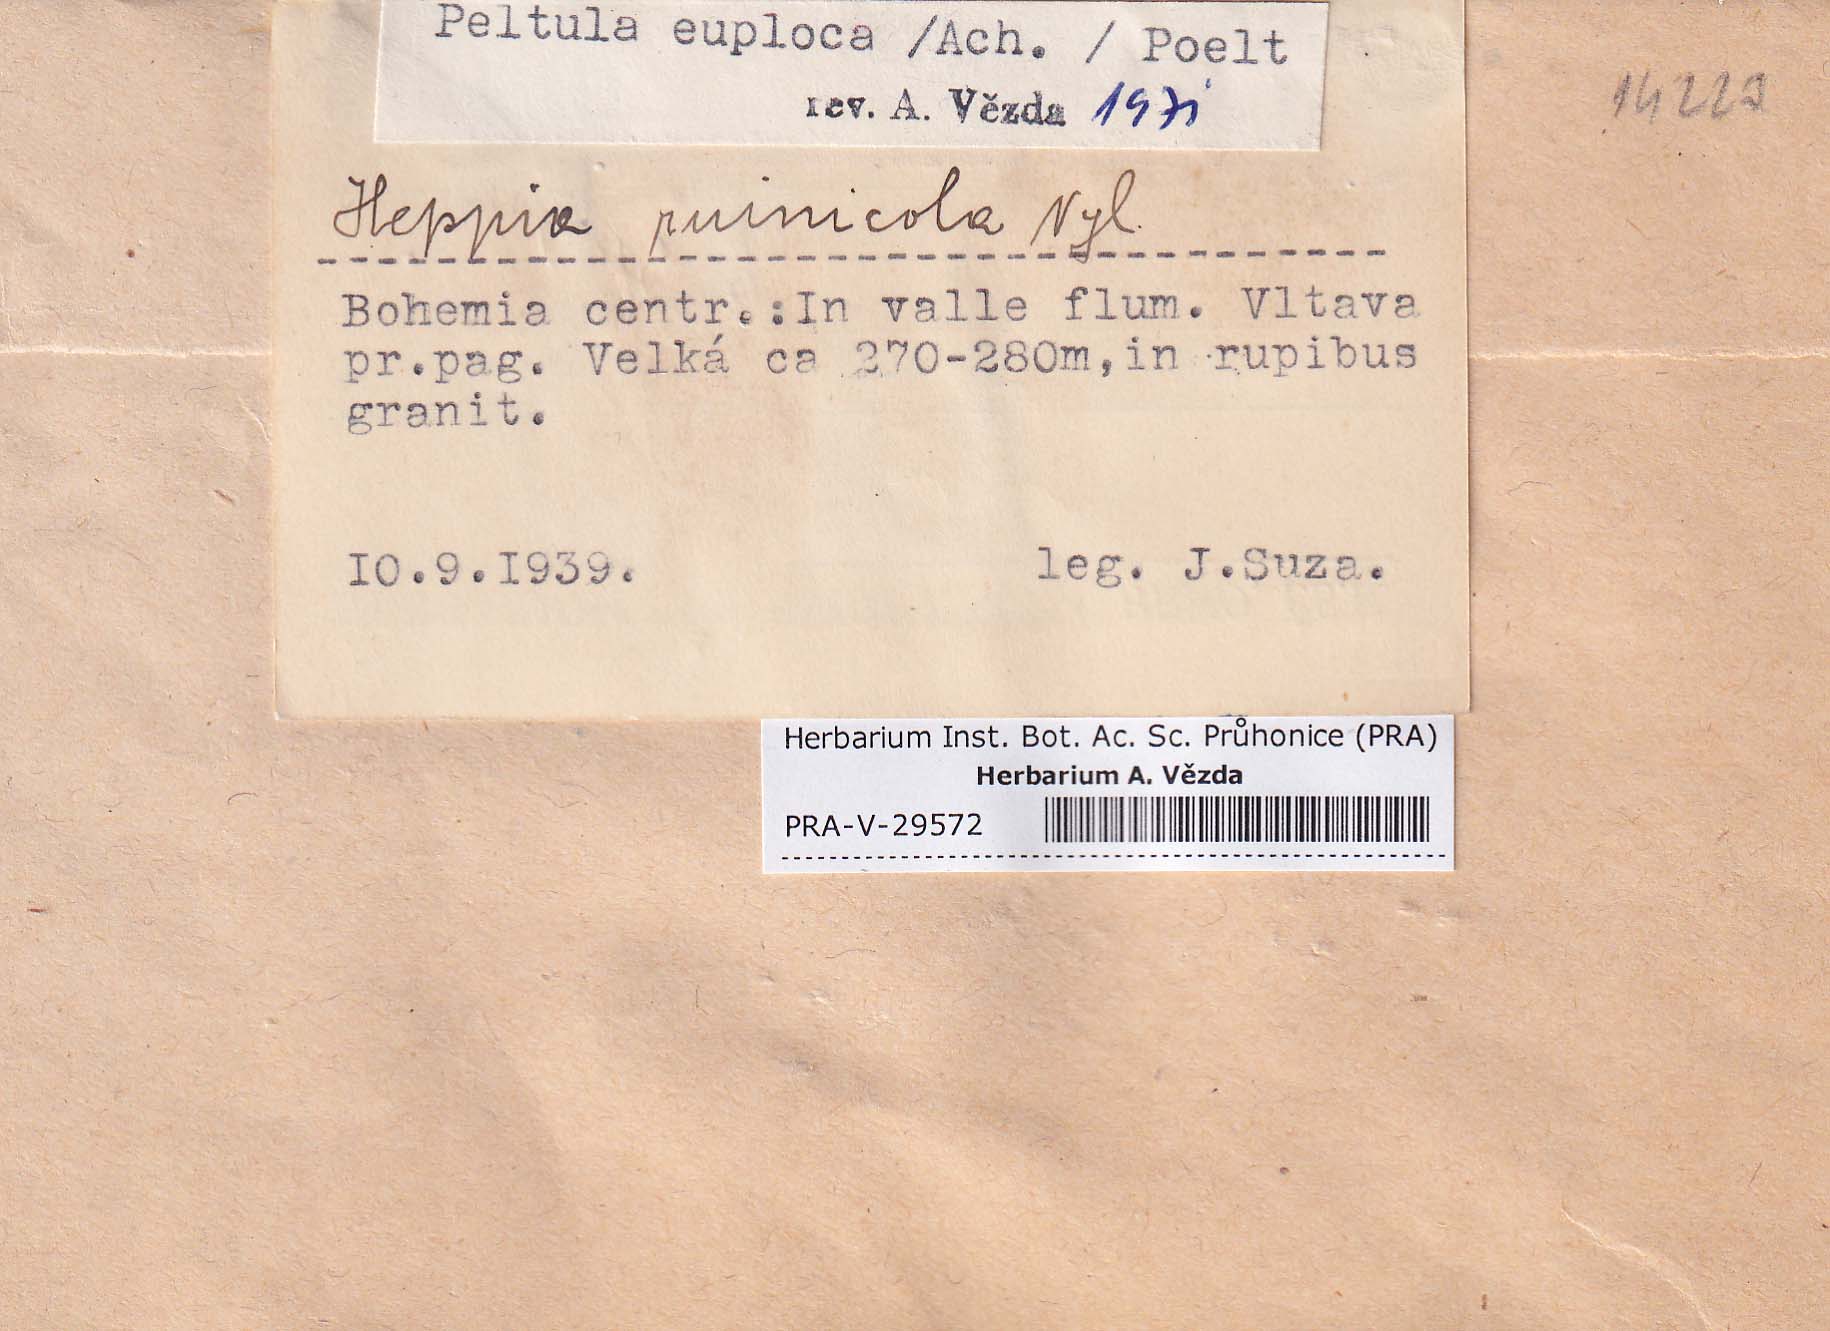 Peltula euploca /Ach. / Poelt
rev. A. Vězda 1971
14223
Heppia ruinicola Nyl.
Bohemia centr.:In valle flum. Vltava
pr.pag. Velká ca 270-280m,in rupibus
granit.
IO.9.I939.
leg. J.Suza.
Herbarium Inst. Bot. Ac. Sc. Průhonice (PRA)
Herbarium A. Vězda
PRA-V-29572